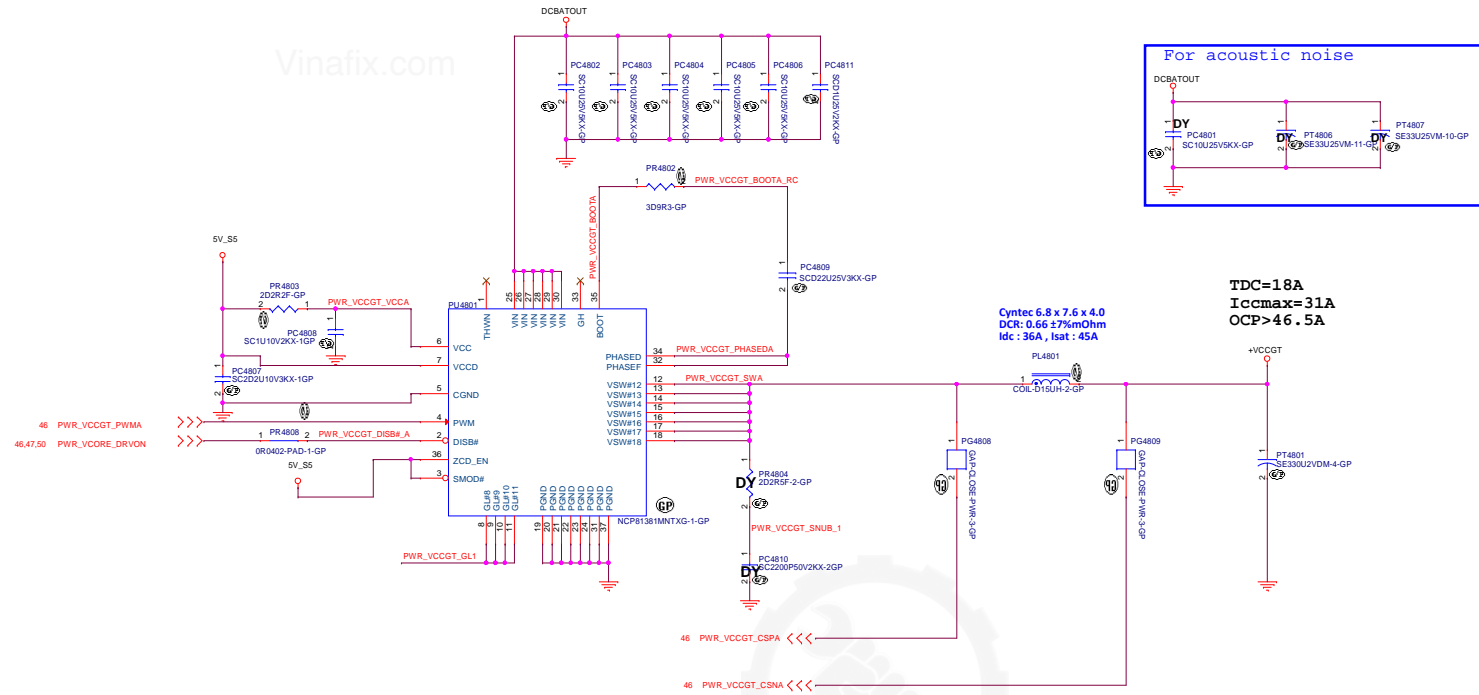 Vinafix.com
DCBATOUT
PC4802
SC10U25V5KX-GP
PC4803
SC10U25V5KX-GP
PC4804
SC10U25V5KX-GP
PC4805
SC10U25V5KX-GP
PC4806
SC10U25V5KX-GP
PC4811
SCD1U25V2KX-GP
For acoustic noise
DCBATOUT
DY
PC4801
SC10U25V5KX-GP
DY
PT4806
SE33U25VM-11-GP
DY
PT4807
SE33U25VM-10-GP
PR4802
3D9R3-GP
PWR_VCCGT_BOOTA_RC
PWR_VCCGT_BOOTA
PC4809
SCD22U25V3KX-GP
5V_S5
PR4803
2D2R2F-GP
PWR_VCCGT_VCCA
PC4808
SC1U10V2KX-1GP
PC4807
SC2D2U10V3KX-1GP
46 PWR_VCCGT_PWMA
46,47,50 PWR_VCORE_DRVON
PR4808
0R0402-PAD-1-GP
PWR_VCCGT_DISB#_A
5V_S5
PU4801
1 THWN
25 VIN
26 VIN
27 VIN
28 VIN
29 VIN
30 VIN
33 GH
35 BOOT
6 VCC
7 VCCD
5 CGND
4 PWM
2 DISB#
36 ZCD_EN
3 SMOD#
PHASED 34
PHASEF 32
VSW#12 12
VSW#13 13
VSW#14 14
VSW#15 15
VSW#16 16
VSW#17 17
VSW#18 18
GL#8 8
GL#9 9
GL#10 10
GL#11 11
PGND 19
PGND 20
PGND 21
PGND 22
PGND 23
PGND 24
PGND 31
PGND 37
GP
NCP81381MNTXG-1-GP
PWR_VCCGT_GL1
PWR_VCCGT_PHASEDA
PWR_VCCGT_SWA
DY
PR4804
2D2R5F-2-GP
PWR_VCCGT_SNUB_1
DY
PC4810
SC2200P50V2KX-2GP
Cyntec 6.8 x 7.6 x 4.0
DCR: 0.66 ±7%mOhm
Idc : 36A , Isat : 45A
PL4801
COIL-D15UH-2-GP
PG4808
GAP-CLOSE-PWR-3-GP
PG4809
GAP-CLOSE-PWR-3-GP
TDC=18A
Iccmax=31A
OCP>46.5A
+VCCGT
PT4801
SE330U2VDM-4-GP
46 PWR_VCCGT_CSPA
46 PWR_VCCGT_CSNA